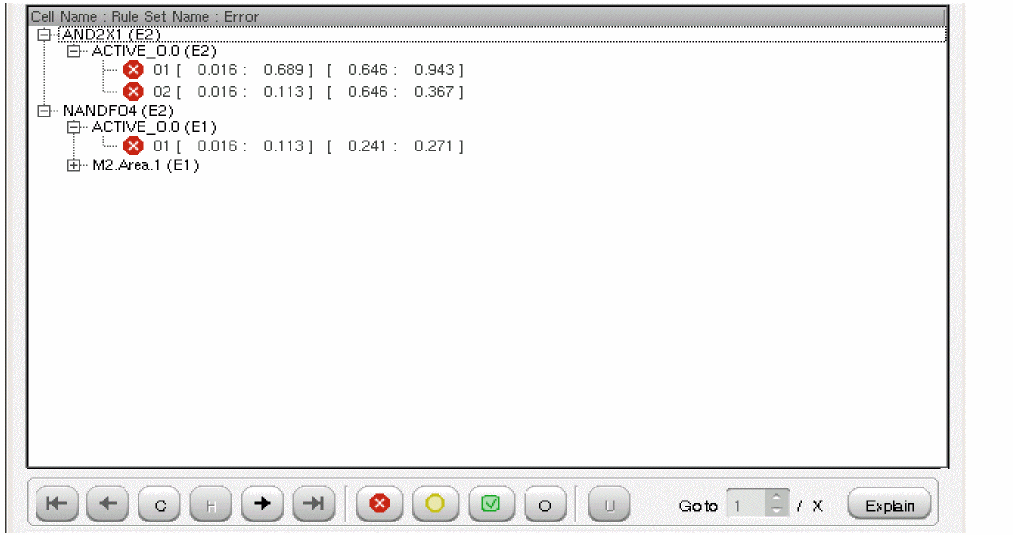 Cell Name : Rule Set Name : Error
AND2X1 (E2)
ACTIVE_O.0 (E2)
01 [ 0.016 : 0.689 ] [ 0.646 : 0.943 ]
02 [ 0.016 : 0.113 ] [ 0.646 : 0.367 ]
NANDFO4 (E2)
ACTIVE_O.0 (E1)
01 [ 0.016 : 0.113 ] [ 0.241 : 0.271 ]
M2.Area.1 (E1)
C H O U Go to 1 / X Explain